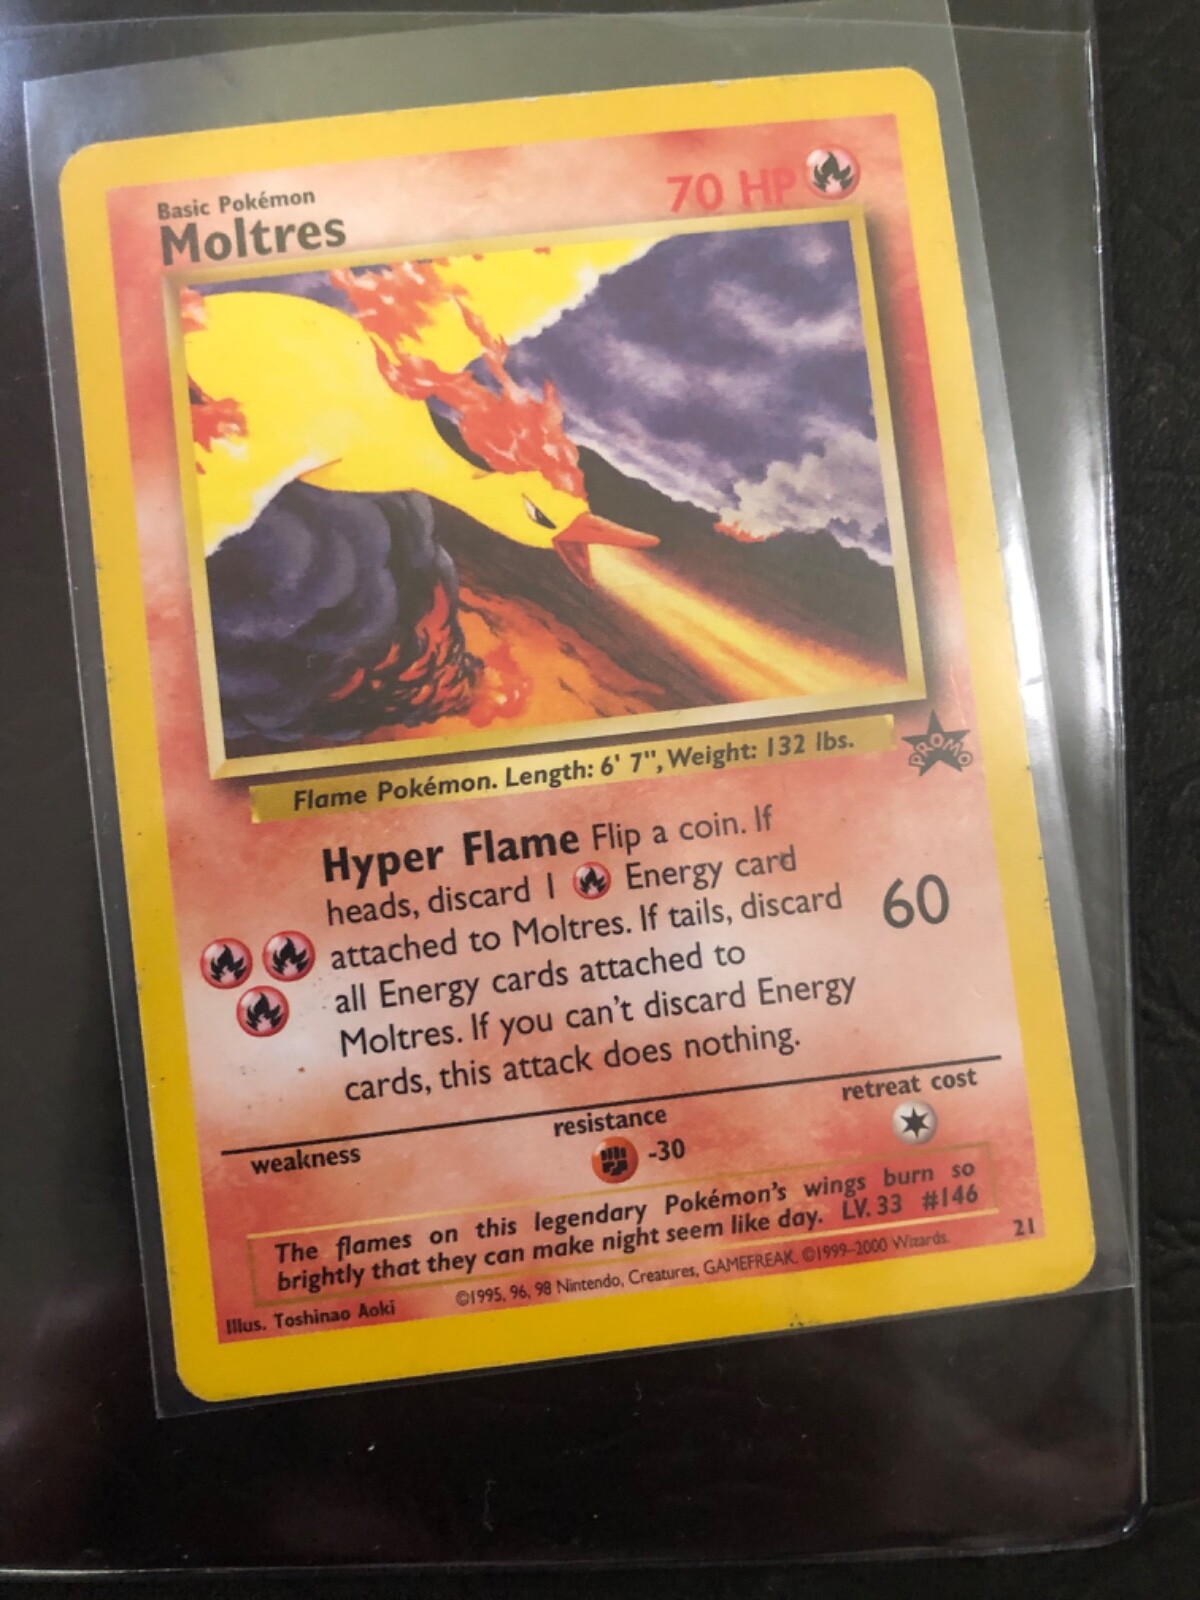 Basic Pokémon
Moltres
70 HP
PROMO
Flame Pokémon. Length: 6' 7", Weight: 132 lbs.
Hyper Flame Flip a coin. If
heads, discard 1 Energy card
attached to Moltres. If tails, discard
all Energy cards attached to
Moltres. If you can't discard Energy
cards, this attack does nothing.
60
weakness
resistance
-30
retreat cost
The flames on this legendary Pokémon's wings burn so
brightly that they can make night seem like day. LV. 33 #146
Illus. Toshinao Aoki
©1995, 96, 98 Nintendo, Creatures, GAMEFREAK. ©1999–2000 Wizards.
21